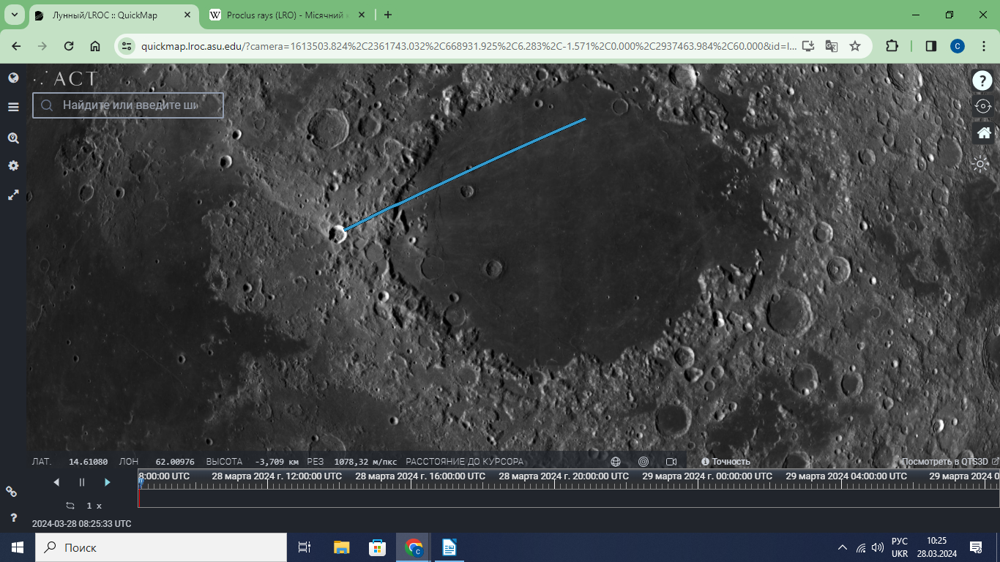 Лунный/LROC :: QuickMap
Proclus rays (LRO) - Місячний
quickmap.lroc.asu.edu/?camera=1613503.824%2C2361743.032%2C668931.925%2C6.283%2C-1.571%2C0.000%2C2937463.984%2C60.000&id=l...
C
ACT
Найдите или введите ши
?
ЛАТ. 14.61080 ЛОН 62.00976 ВЫСОТА -3,709 км РЕЗ 1078,32 м/пкс РАССТОЯНИЕ ДО КУРСОРА Точность Посмотреть в QTS3D
8:00:00 UTC 28 марта 2024 г. 12:00:00 UTC 28 марта 2024 г. 16:00:00 UTC 28 марта 2024 г. 20:00:00 UTC 29 марта 2024 г. 00:00:00 UTC 29 марта 2024 г. 04:00:00 UTC 29 марта 2024 г. 0
1 x
?
2024-03-28 08:25:33 UTC
Поиск
C
РУС 10:25
UKR 28.03.2024